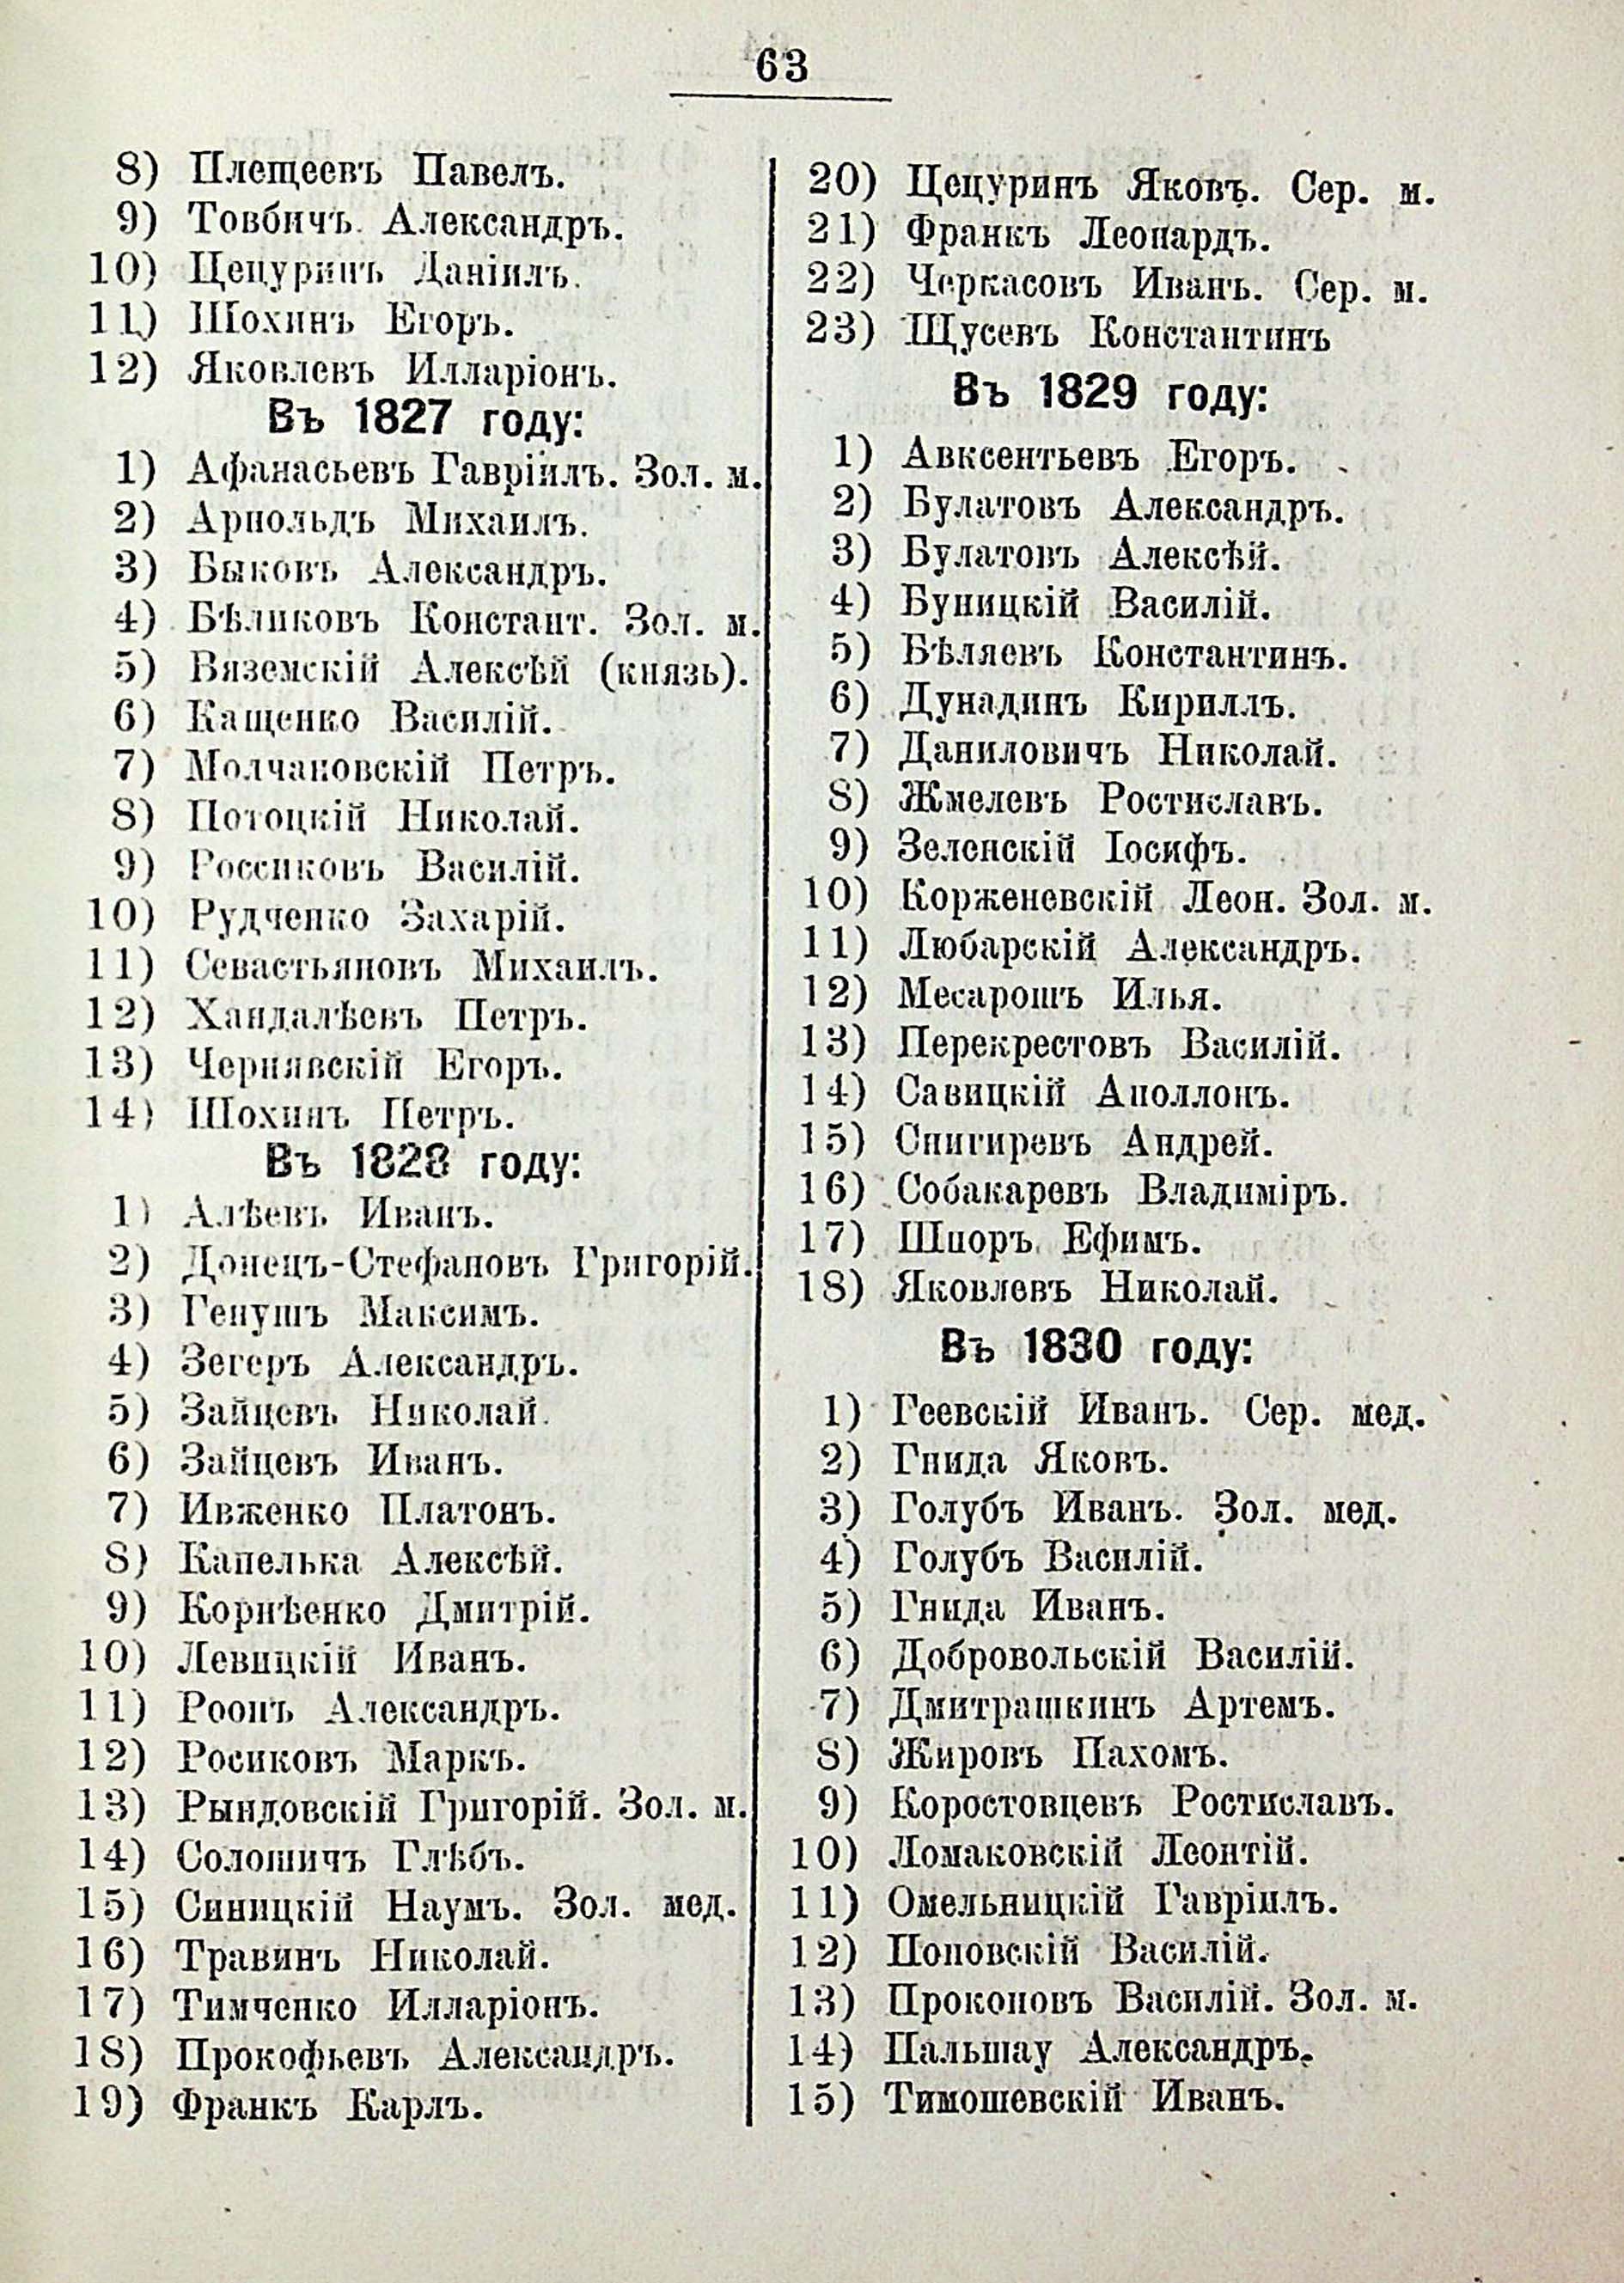 63
8) Плещеевъ Павелъ.
9) Товбичъ Александръ.
10) Цецуринъ Даніилъ.
11) Шохинъ Егоръ.
12) Яковлевъ Илларіонъ.
Въ 1827 году:
1) Афанасьевъ Гавріилъ. Зол. м.
2) Арнольдъ Михаилъ.
3) Быковъ Александръ.
4) Бѣликовъ Констант. Зол. м.
5) Вяземскій Алексѣй (князь).
6) Кащенко Василій.
7) Молчановскій Петръ.
8) Потоцкій Николай.
9) Россиковъ Василій.
10) Рудченко Захарій.
11) Севастьяновъ Михаилъ.
12) Хандалѣевъ Петръ.
13) Чернявскій Егоръ.
14) Шохинъ Петръ.
Въ 1828 году:
1) Алѣевъ Иванъ.
2) Донецъ-Стефановъ Григорій.
3) Генушъ Максимъ.
4) Зегеръ Александръ.
5) Зайцевъ Николай.
6) Зайцевъ Иванъ.
7) Ивженко Платонъ.
8) Капелька Алексѣй.
9) Корнѣенко Дмитрій.
10) Левицкій Иванъ.
11) Роонъ Александръ.
12) Росиковъ Маркъ.
13) Рындовскій Григорій. Зол. м.
14) Солошичъ Глѣбъ.
15) Синицкій Наумъ. Зол. мед.
16) Травинъ Николай.
17) Тимченко Илларіонъ.
18) Прокофьевъ Александръ.
19) Франкъ Карлъ.
20) Цецуринъ Яковъ. Сер. м.
21) Франкъ Леонардъ.
22) Черкасовъ Иванъ. Сер. м.
23) Щусевъ Константинъ
Въ 1829 году:
1) Авксентьевъ Егоръ.
2) Булатовъ Александръ.
3) Булатовъ Алексѣй.
4) Буницкій Василій.
5) Бѣляевъ Константинъ.
6) Дунадинъ Кириллъ.
7) Даниловичъ Николай.
8) Жмелевъ Ростиславъ.
9) Зеленскій Іосифъ.
10) Корженевскій Леон. Зол. м.
11) Любарскій Александръ.
12) Месарошъ Илья.
13) Перекрестовъ Василій.
14) Савицкій Аполлонъ.
15) Снигиревъ Андрей.
16) Собакаревъ Владиміръ.
17) Шпоръ Ефимъ.
18) Яковлевъ Николай.
Въ 1830 году:
1) Геевскій Иванъ. Сер. мед.
2) Гнида Яковъ.
3) Голубъ Иванъ. Зол. мед.
4) Голубъ Василій.
5) Гнида Иванъ.
6) Добровольскій Василій.
7) Дмитрашкинъ Артемъ.
8) Жировъ Пахомъ.
9) Коростовцевъ Ростиславъ.
10) Ломаковскій Леонтій.
11) Омельницкій Гавріилъ.
12) Поповскій Василій.
13) Прокоповъ Василій. Зол. м.
14) Пальшау Александръ.
15) Тимошевскій Иванъ.